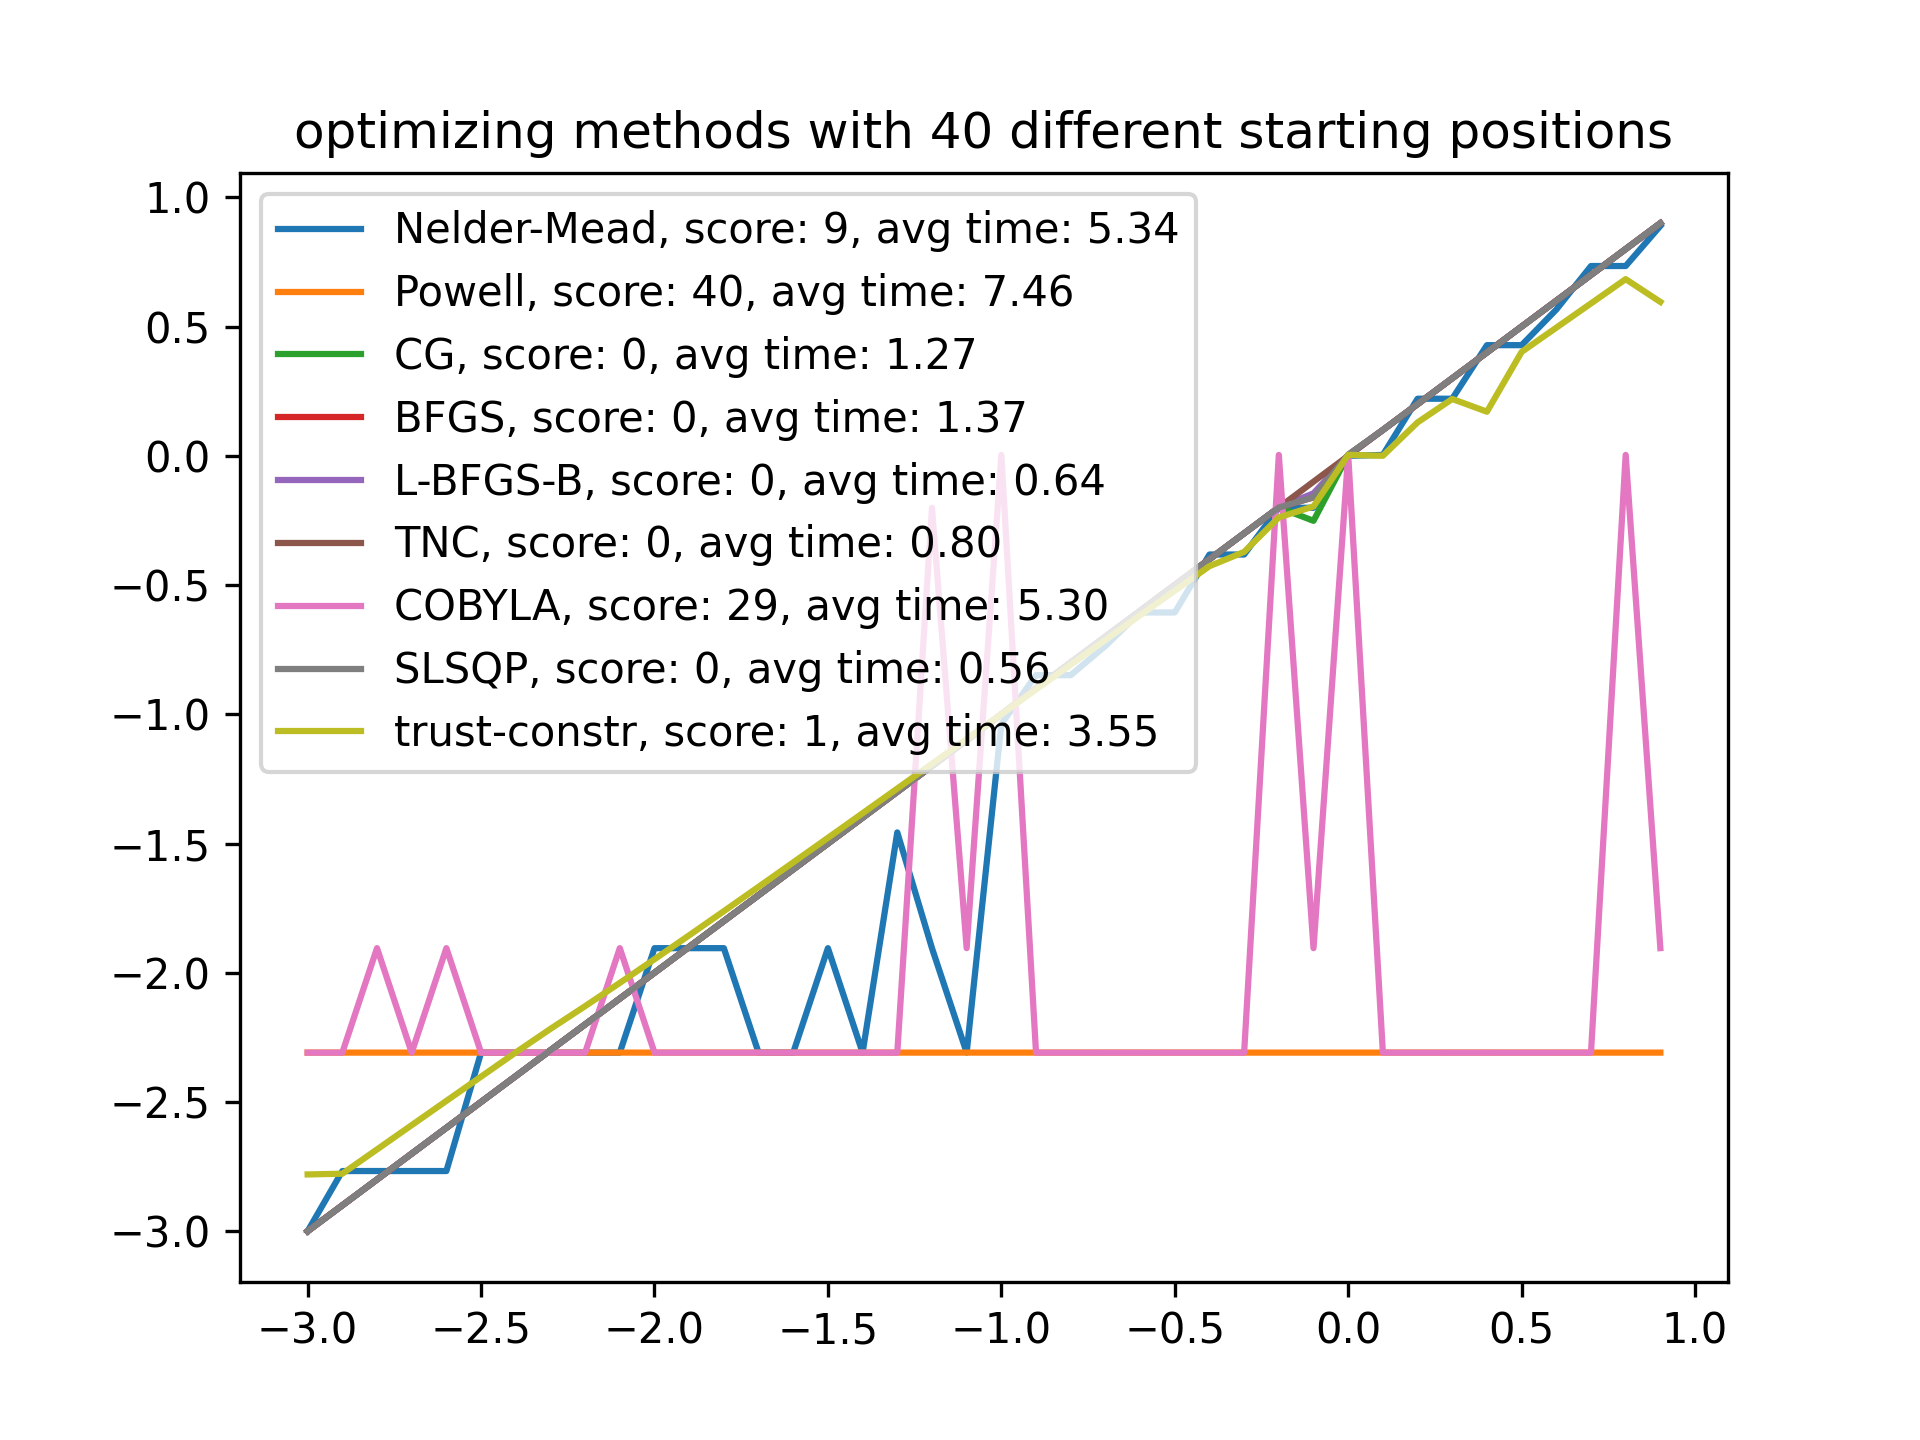 optimizing methods with 40 different starting positions
1.0
0.5
0.0
−0.5
−1.0
−1.5
−2.0
−2.5
−3.0
Nelder-Mead, score: 9, avg time: 5.34
Powell, score: 40, avg time: 7.46
CG, score: 0, avg time: 1.27
BFGS, score: 0, avg time: 1.37
L-BFGS-B, score: 0, avg time: 0.64
TNC, score: 0, avg time: 0.80
COBYLA, score: 29, avg time: 5.30
SLSQP, score: 0, avg time: 0.56
trust-constr, score: 1, avg time: 3.55
−3.0 −2.5 −2.0 −1.5 −1.0 −0.5 0.0 0.5 1.0